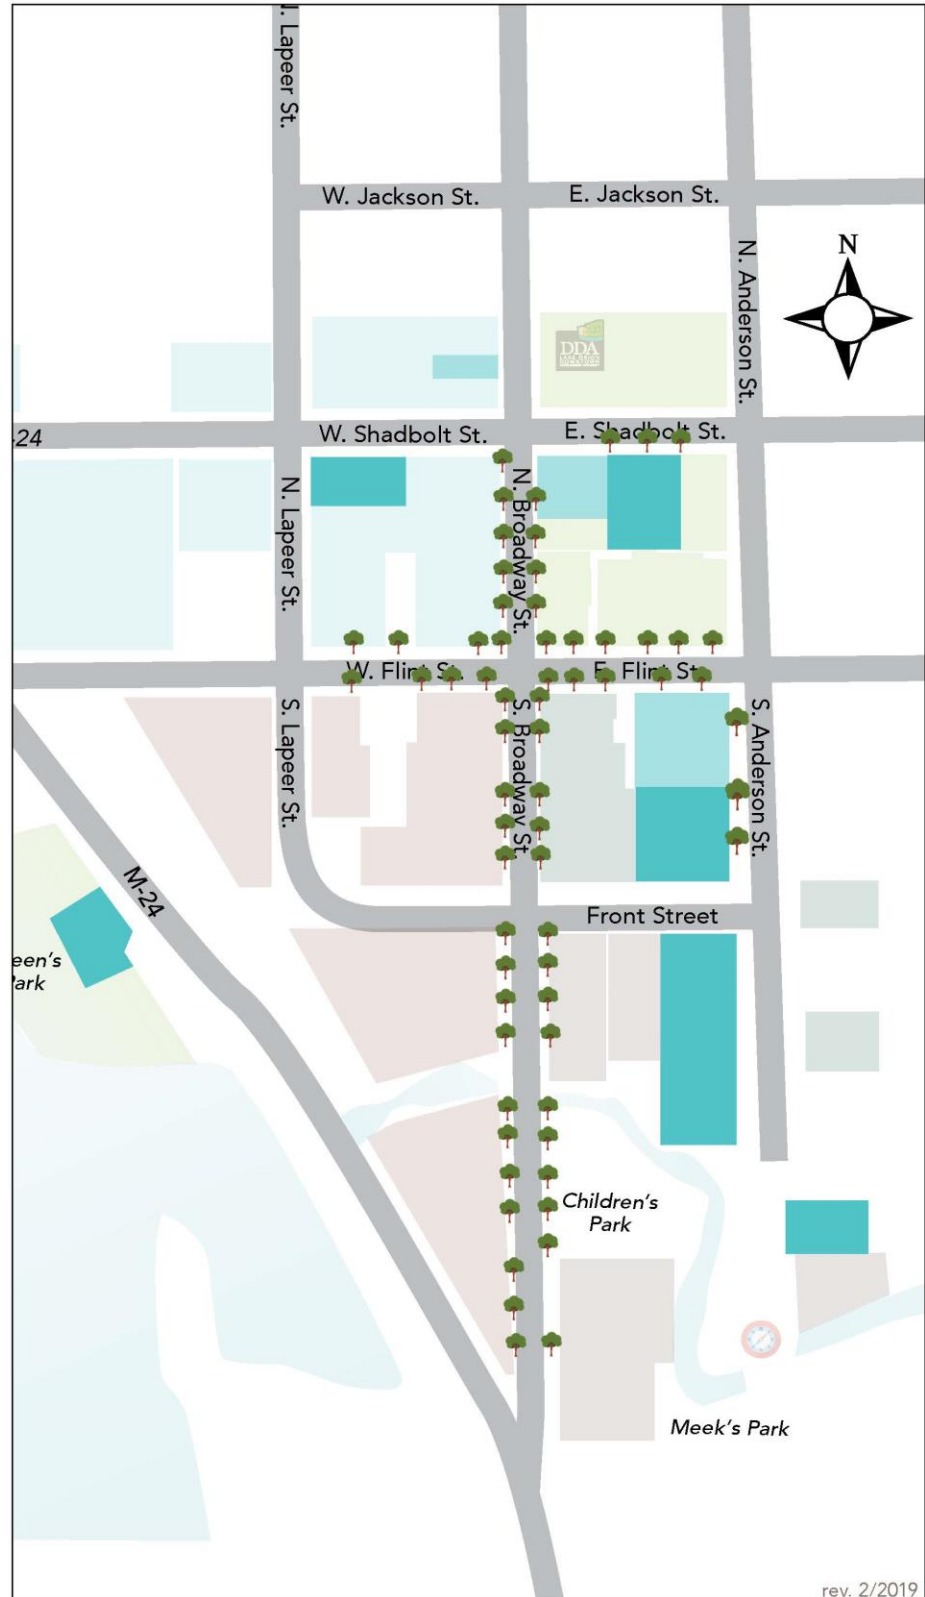 N. Lapeer St.
W. Jackson St.
E. Jackson St.
N
N. Anderson St.
DDA
-24
W. Shadbolt St.
E. Shadbolt St.
N. Lapeer St.
N. Broadway St.
W. Flint St.
E. Flint St.
S. Lapeer St.
S. Broadway St.
S. Anderson St.
M-24
Front Street
een's
ark
Children's
Park
Meek's Park
rev. 2/2019